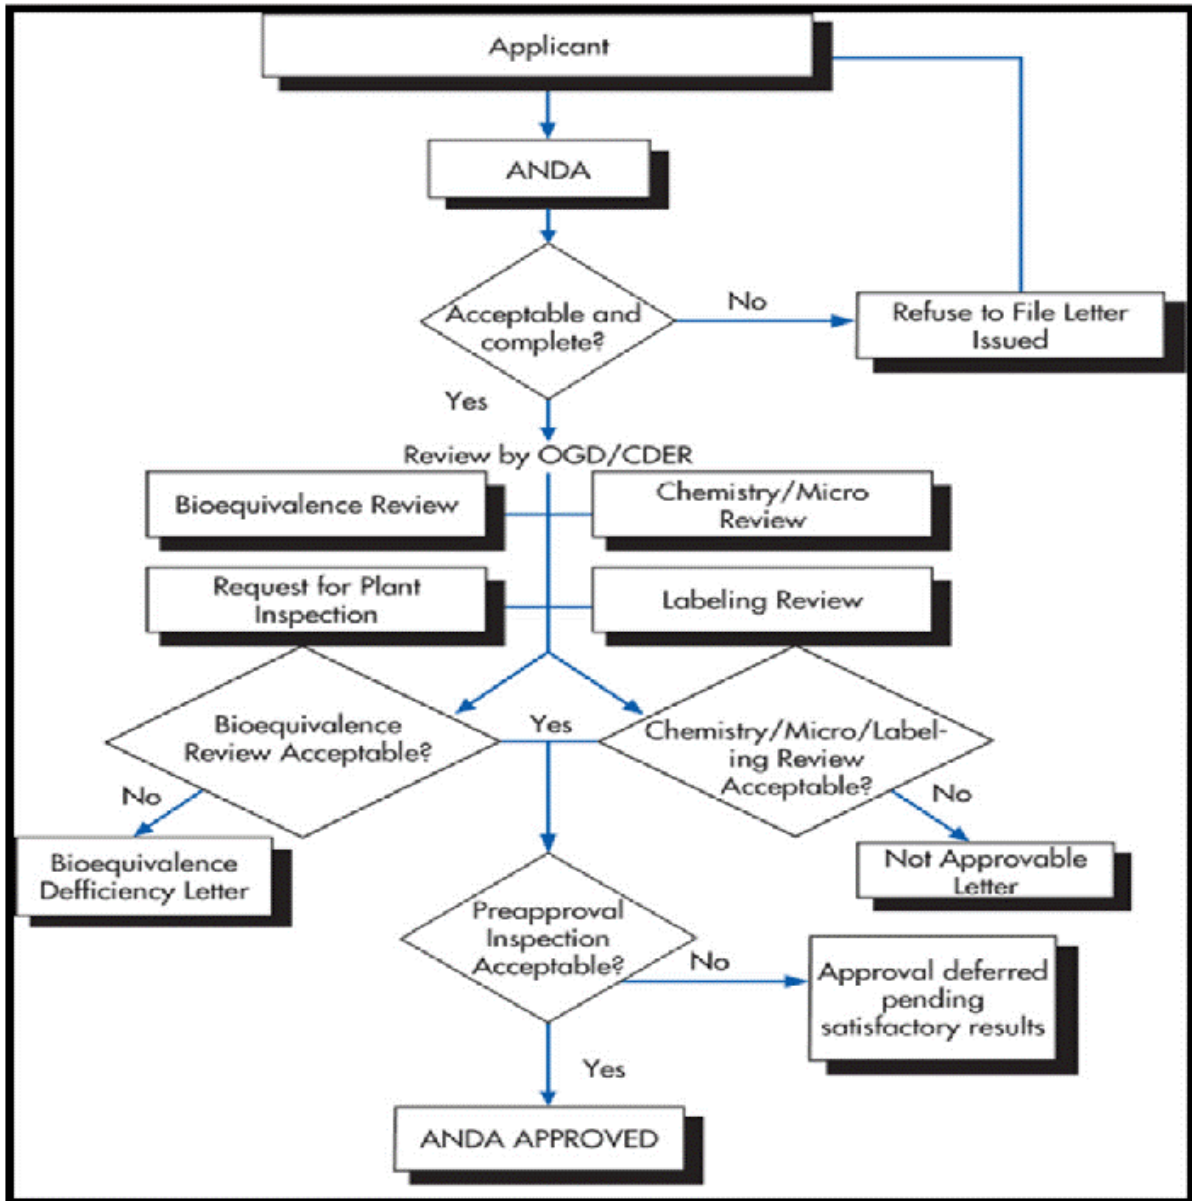 Applicant
ANDA
Acceptable and
complete?
No
Refuse to File Letter
Issued
Yes
Review by OGD/CDER
Bioequivalence Review
Chemistry/Micro
Review
Request for Plant
Inspection
Labeling Review
Bioequivalence
Review Acceptable?
Yes
Chemistry/Micro/Label-
ing Review
Acceptable?
No
No
Bioequivalence
Defficiency Letter
Not Approvable
Letter
Preapproval
Inspection
Acceptable?
No
Approval deferred
pending
satisfactory results
Yes
ANDA APPROVED